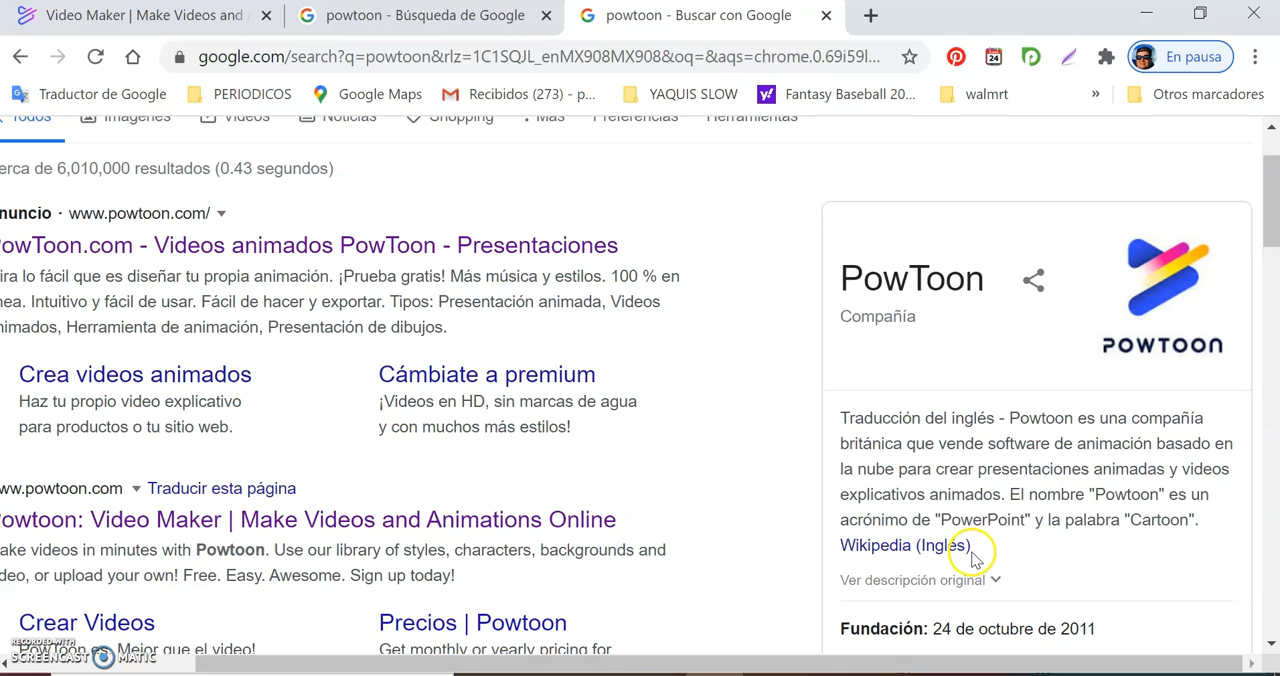 Video Maker | Make Videos and
powtoon - Búsqueda de Google
powtoon - Buscar con Google
google.com/search?q=powtoon&rlz=1C1SQJL_enMX908MX908&oq=&aqs=chrome.0.69i59l...
24
En pausa
Traductor de Google
PERIODICOS
Google Maps
Recibidos (273) - p...
YAQUIS SLOW
Fantasy Baseball 20...
walmrt
»
Otros marcadores
Todos
Imágenes
Videos
Noticias
Shopping
Más
Preferencias
Herramientas
erca de 6,010,000 resultados (0.43 segundos)
nuncio · www.powtoon.com/
owToon.com - Videos animados PowToon - Presentaciones
ira lo fácil que es diseñar tu propia animación. ¡Prueba gratis! Más música y estilos. 100 % en
nea. Intuitivo y fácil de usar. Fácil de hacer y exportar. Tipos: Presentación animada, Videos
nimados, Herramienta de animación, Presentación de dibujos.
Crea videos animados
Haz tu propio video explicativo
para productos o tu sitio web.
Cámbiate a premium
¡Videos en HD, sin marcas de agua
y con muchos más estilos!
ww.powtoon.com
Traducir esta página
owtoon: Video Maker | Make Videos and Animations Online
ake videos in minutes with Powtoon. Use our library of styles, characters, backgrounds and
deo, or upload your own! Free. Easy. Awesome. Sign up today!
Crear Videos
PowToon es. Mejor que el video!
Precios | Powtoon
Get monthly or yearly pricing for
PowToon
Compañía
POWTOON
Traducción del inglés - Powtoon es una compañía
británica que vende software de animación basado en
la nube para crear presentaciones animadas y videos
explicativos animados. El nombre "Powtoon" es un
acrónimo de "PowerPoint" y la palabra "Cartoon".
Wikipedia (Inglés)
Ver descripción original
Fundación: 24 de octubre de 2011
RECORDED WITH
SCREENCAST MATIC